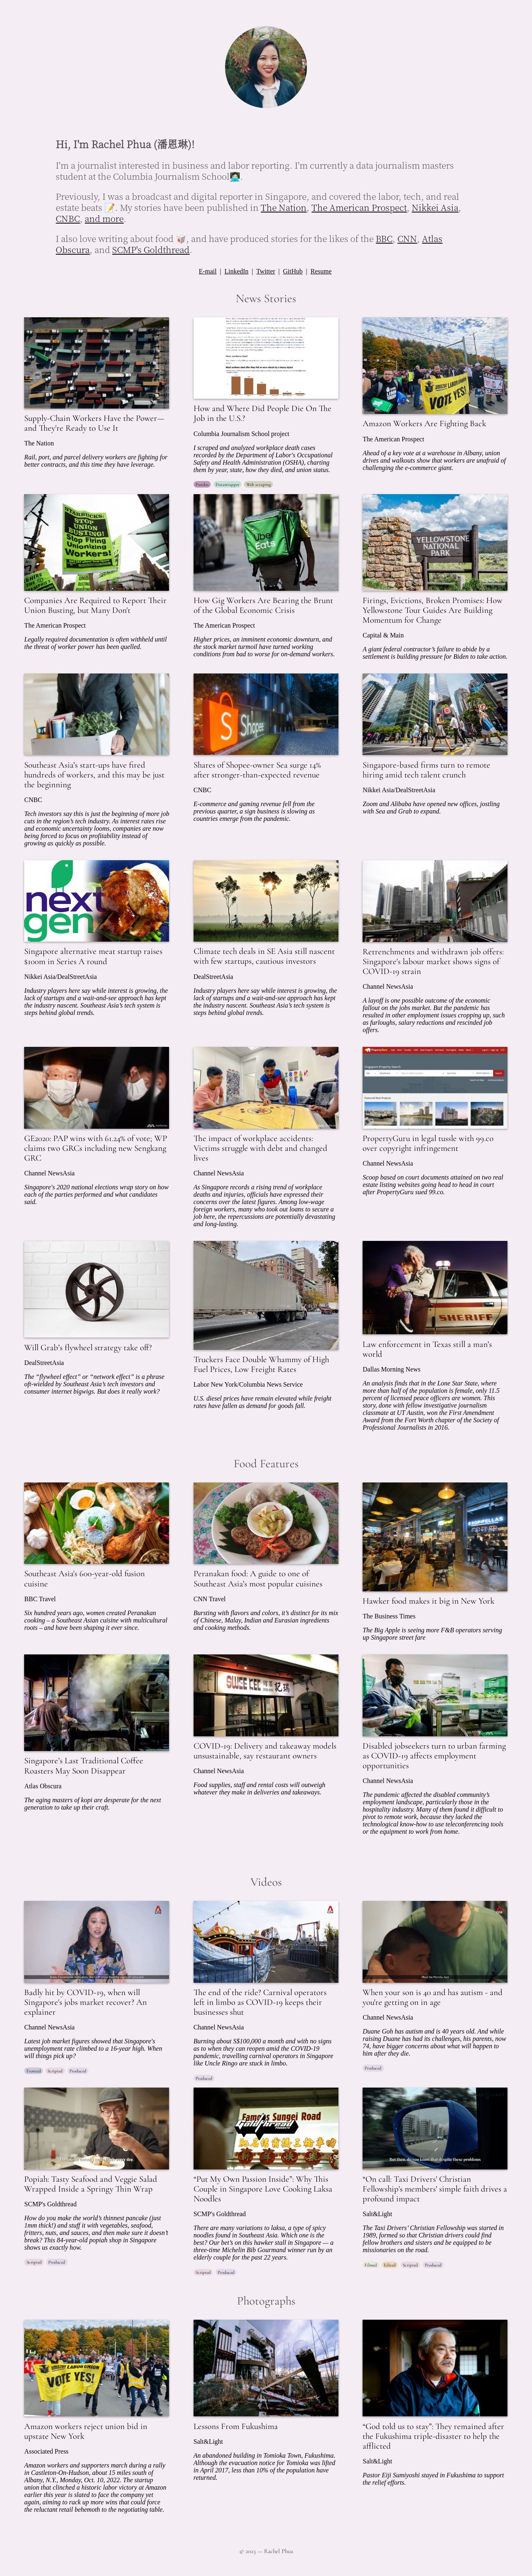 Hi, I'm Rachel Phua (潘恩琳)!
I'm a journalist interested in business and labor reporting. I'm currently a data journalism masters
student at the Columbia Journalism School👩🏻‍💻.
Previously, I was a broadcast and digital reporter in Singapore, and covered the labor, tech, and real
estate beats 📝. My stories have been published in The Nation, The American Prospect, Nikkei Asia,
CNBC, and more.
I also love writing about food 🥡, and have produced stories for the likes of the BBC, CNN, Atlas
Obscura, and SCMP's Goldthread.
E-mail | LinkedIn | Twitter | GitHub | Resume
News Stories
Supply-Chain Workers Have the Power—
and They're Ready to Use It
The Nation
Rail, port, and parcel delivery workers are fighting for
better contracts, and this time they have leverage.
How and Where Did People Die On The
Job in the U.S.?
Columbia Journalism School project
I scraped and analyzed workplace death cases
recorded by the Department of Labor's Occupational
Safety and Health Administration (OSHA), charting
them by year, state, how they died, and union status.
Pandas Datawrapper Web scraping
VOTE YES!
Amazon Workers Are Fighting Back
The American Prospect
Ahead of a key vote at a warehouse in Albany, union
drives and walkouts show that workers are unafraid of
challenging the e-commerce giant.
STARBUCKS:
STOP
UNION
BUSTING!
Stop Firing
Unionizing
Workers!
Companies Are Required to Report Their
Union Busting, but Many Don't
The American Prospect
Legally required documentation is often withheld until
the threat of worker power has been quelled.
Uber
Eats
How Gig Workers Are Bearing the Brunt
of the Global Economic Crisis
The American Prospect
Higher prices, an imminent economic downturn, and
the stock market turmoil have turned working
conditions from bad to worse for on-demand workers.
YELLOWSTONE
NATIONAL
PARK
Firings, Evictions, Broken Promises: How
Yellowstone Tour Guides Are Building
Momentum for Change
Capital & Main
A giant federal contractor's failure to abide by a
settlement is building pressure for Biden to take action.
Southeast Asia's start-ups have fired
hundreds of workers, and this may be just
the beginning
CNBC
Tech investors say this is just the beginning of more job
cuts in the region's tech industry. As interest rates rise
and economic uncertainty looms, companies are now
being forced to focus on profitability instead of
growing as quickly as possible.
Shopee
Shares of Shopee-owner Sea surge 14%
after stronger-than-expected revenue
CNBC
E-commerce and gaming revenue fell from the
previous quarter, a sign business is slowing as
countries emerge from the pandemic.
Singapore-based firms turn to remote
hiring amid tech talent crunch
Nikkei Asia/DealStreetAsia
Zoom and Alibaba have opened new offices, jostling
with Sea and Grab to expand.
next
gen
Singapore alternative meat startup raises
$100m in Series A round
Nikkei Asia/DealStreetAsia
Industry players here say while interest is growing, the
lack of startups and a wait-and-see approach has kept
the industry nascent. Southeast Asia's tech system is
steps behind global trends.
Climate tech deals in SE Asia still nascent
with few startups, cautious investors
DealStreetAsia
Industry players here say while interest is growing, the
lack of startups and a wait-and-see approach has kept
the industry nascent. Southeast Asia's tech system is
steps behind global trends.
Retrenchments and withdrawn job offers:
Singapore's labour market shows signs of
COVID-19 strain
Channel NewsAsia
A layoff is one possible outcome of the economic
fallout on the jobs market. But the pandemic has
resulted in other employment issues cropping up, such
as furloughs, salary reductions and rescinded job
offers.
GE2020: PAP wins with 61.24% of vote; WP
claims two GRCs including new Sengkang
GRC
Channel NewsAsia
Singapore's 2020 national elections wrap story on how
each of the parties performed and what candidates
said.
The impact of workplace accidents:
Victims struggle with debt and changed
lives
Channel NewsAsia
As Singapore records a rising trend of workplace
deaths and injuries, officials have expressed their
concerns over the latest figures. Among low-wage
foreign workers, many who took out loans to secure a
job here, the repercussions are potentially devastating
and long-lasting.
PropertyGuru in legal tussle with 99.co
over copyright infringement
Channel NewsAsia
Scoop based on court documents attained on two real
estate listing websites going head to head in court
after PropertyGuru sued 99.co.
Will Grab's flywheel strategy take off?
DealStreetAsia
The “flywheel effect” or “network effect” is a phrase
oft-wielded by Southeast Asia's tech investors and
consumer internet bigwigs. But does it really work?
Truckers Face Double Whammy of High
Fuel Prices, Low Freight Rates
Labor New York/Columbia News Service
U.S. diesel prices have remain elevated while freight
rates have fallen as demand for goods fall.
SHERIFF
Law enforcement in Texas still a man's
world
Dallas Morning News
An analysis finds that in the Lone Star State, where
more than half of the population is female, only 11.5
percent of licensed peace officers are women. This
story, done with fellow investigative journalism
classmate at UT Austin, won the First Amendment
Award from the Fort Worth chapter of the Society of
Professional Journalists in 2016.
Food Features
Southeast Asia's 600-year-old fusion
cuisine
BBC Travel
Six hundred years ago, women created Peranakan
cooking – a Southeast Asian cuisine with multicultural
roots – and have been shaping it ever since.
Peranakan food: A guide to one of
Southeast Asia's most popular cuisines
CNN Travel
Bursting with flavors and colors, it's distinct for its mix
of Chinese, Malay, Indian and Eurasian ingredients
and cooking methods.
Hawker food makes it big in New York
The Business Times
The Big Apple is seeing more F&B operators serving
up Singapore street fare
Singapore's Last Traditional Coffee
Roasters May Soon Disappear
Atlas Obscura
The aging masters of kopi are desperate for the next
generation to take up their craft.
SWEE KEE
COVID-19: Delivery and takeaway models
unsustainable, say restaurant owners
Channel NewsAsia
Food supplies, staff and rental costs will outweigh
whatever they make in deliveries and takeaways.
Disabled jobseekers turn to urban farming
as COVID-19 affects employment
opportunities
Channel NewsAsia
The pandemic affected the disabled community's
employment landscape, particularly those in the
hospitality industry. Many of them found it difficult to
pivot to remote work, because they lacked the
technological know-how to use teleconferencing tools
or the equipment to work from home.
Videos
Badly hit by COVID-19, when will
Singapore's jobs market recover? An
explainer
Channel NewsAsia
Latest job market figures showed that Singapore's
unemployment rate climbed to a 16-year high. When
will things pick up?
Fronted Scripted Produced
The end of the ride? Carnival operators
left in limbo as COVID-19 keeps their
businesses shut
Channel NewsAsia
Burning about S$100,000 a month and with no signs
as to when they can reopen amid the COVID-19
pandemic, travelling carnival operators in Singapore
like Uncle Ringo are stuck in limbo.
Produced
When your son is 40 and has autism - and
you're getting on in age
Channel NewsAsia
Duane Goh has autism and is 40 years old. And while
raising Duane has had its challenges, his parents, now
74, have bigger concerns about what will happen to
him after they die.
Produced
Popiah: Tasty Seafood and Veggie Salad
Wrapped Inside a Springy Thin Wrap
SCMP's Goldthread
How do you make the world's thinnest pancake (just
1mm thick!) and stuff it with vegetables, seafood,
fritters, nuts, and sauces, and then make sure it doesn't
break? This 84-year-old popiah shop in Singapore
shows us exactly how.
Scripted Produced
Famous Sungei Road
“Put My Own Passion Inside”: Why This
Couple in Singapore Love Cooking Laksa
Noodles
SCMP's Goldthread
There are many variations to laksa, a type of spicy
noodles found in Southeast Asia. Which one is the
best? Our bet's on this hawker stall in Singapore — a
three-time Michelin Bib Gourmand winner run by an
elderly couple for the past 22 years.
Scripted Produced
But then do you know that despite these problems
“On call: Taxi Drivers' Christian
Fellowship's members' simple faith drives a
profound impact
Salt&Light
The Taxi Drivers' Christian Fellowship was started in
1989, formed so that Christian drivers could find
fellow brothers and sisters and be equipped to be
missionaries on the road.
Filmed Edited Scripted Produced
Photographs
AMAZON LABOR UNION
VOTE YES!
Amazon workers reject union bid in
upstate New York
Associated Press
Amazon workers and supporters march during a rally
in Castleton-On-Hudson, about 15 miles south of
Albany, N.Y., Monday, Oct. 10, 2022. The startup
union that clinched a historic labor victory at Amazon
earlier this year is slated to face the company yet
again, aiming to rack up more wins that could force
the reluctant retail behemoth to the negotiating table.
Lessons From Fukushima
Salt&Light
An abandoned building in Tomioka Town, Fukushima.
Although the evacuation notice for Tomioka was lifted
in April 2017, less than 10% of the population have
returned.
“God told us to stay”: They remained after
the Fukushima triple-disaster to help the
afflicted
Salt&Light
Pastor Eiji Sumiyoshi stayed in Fukushima to support
the relief efforts.
© 2023 — Rachel Phua